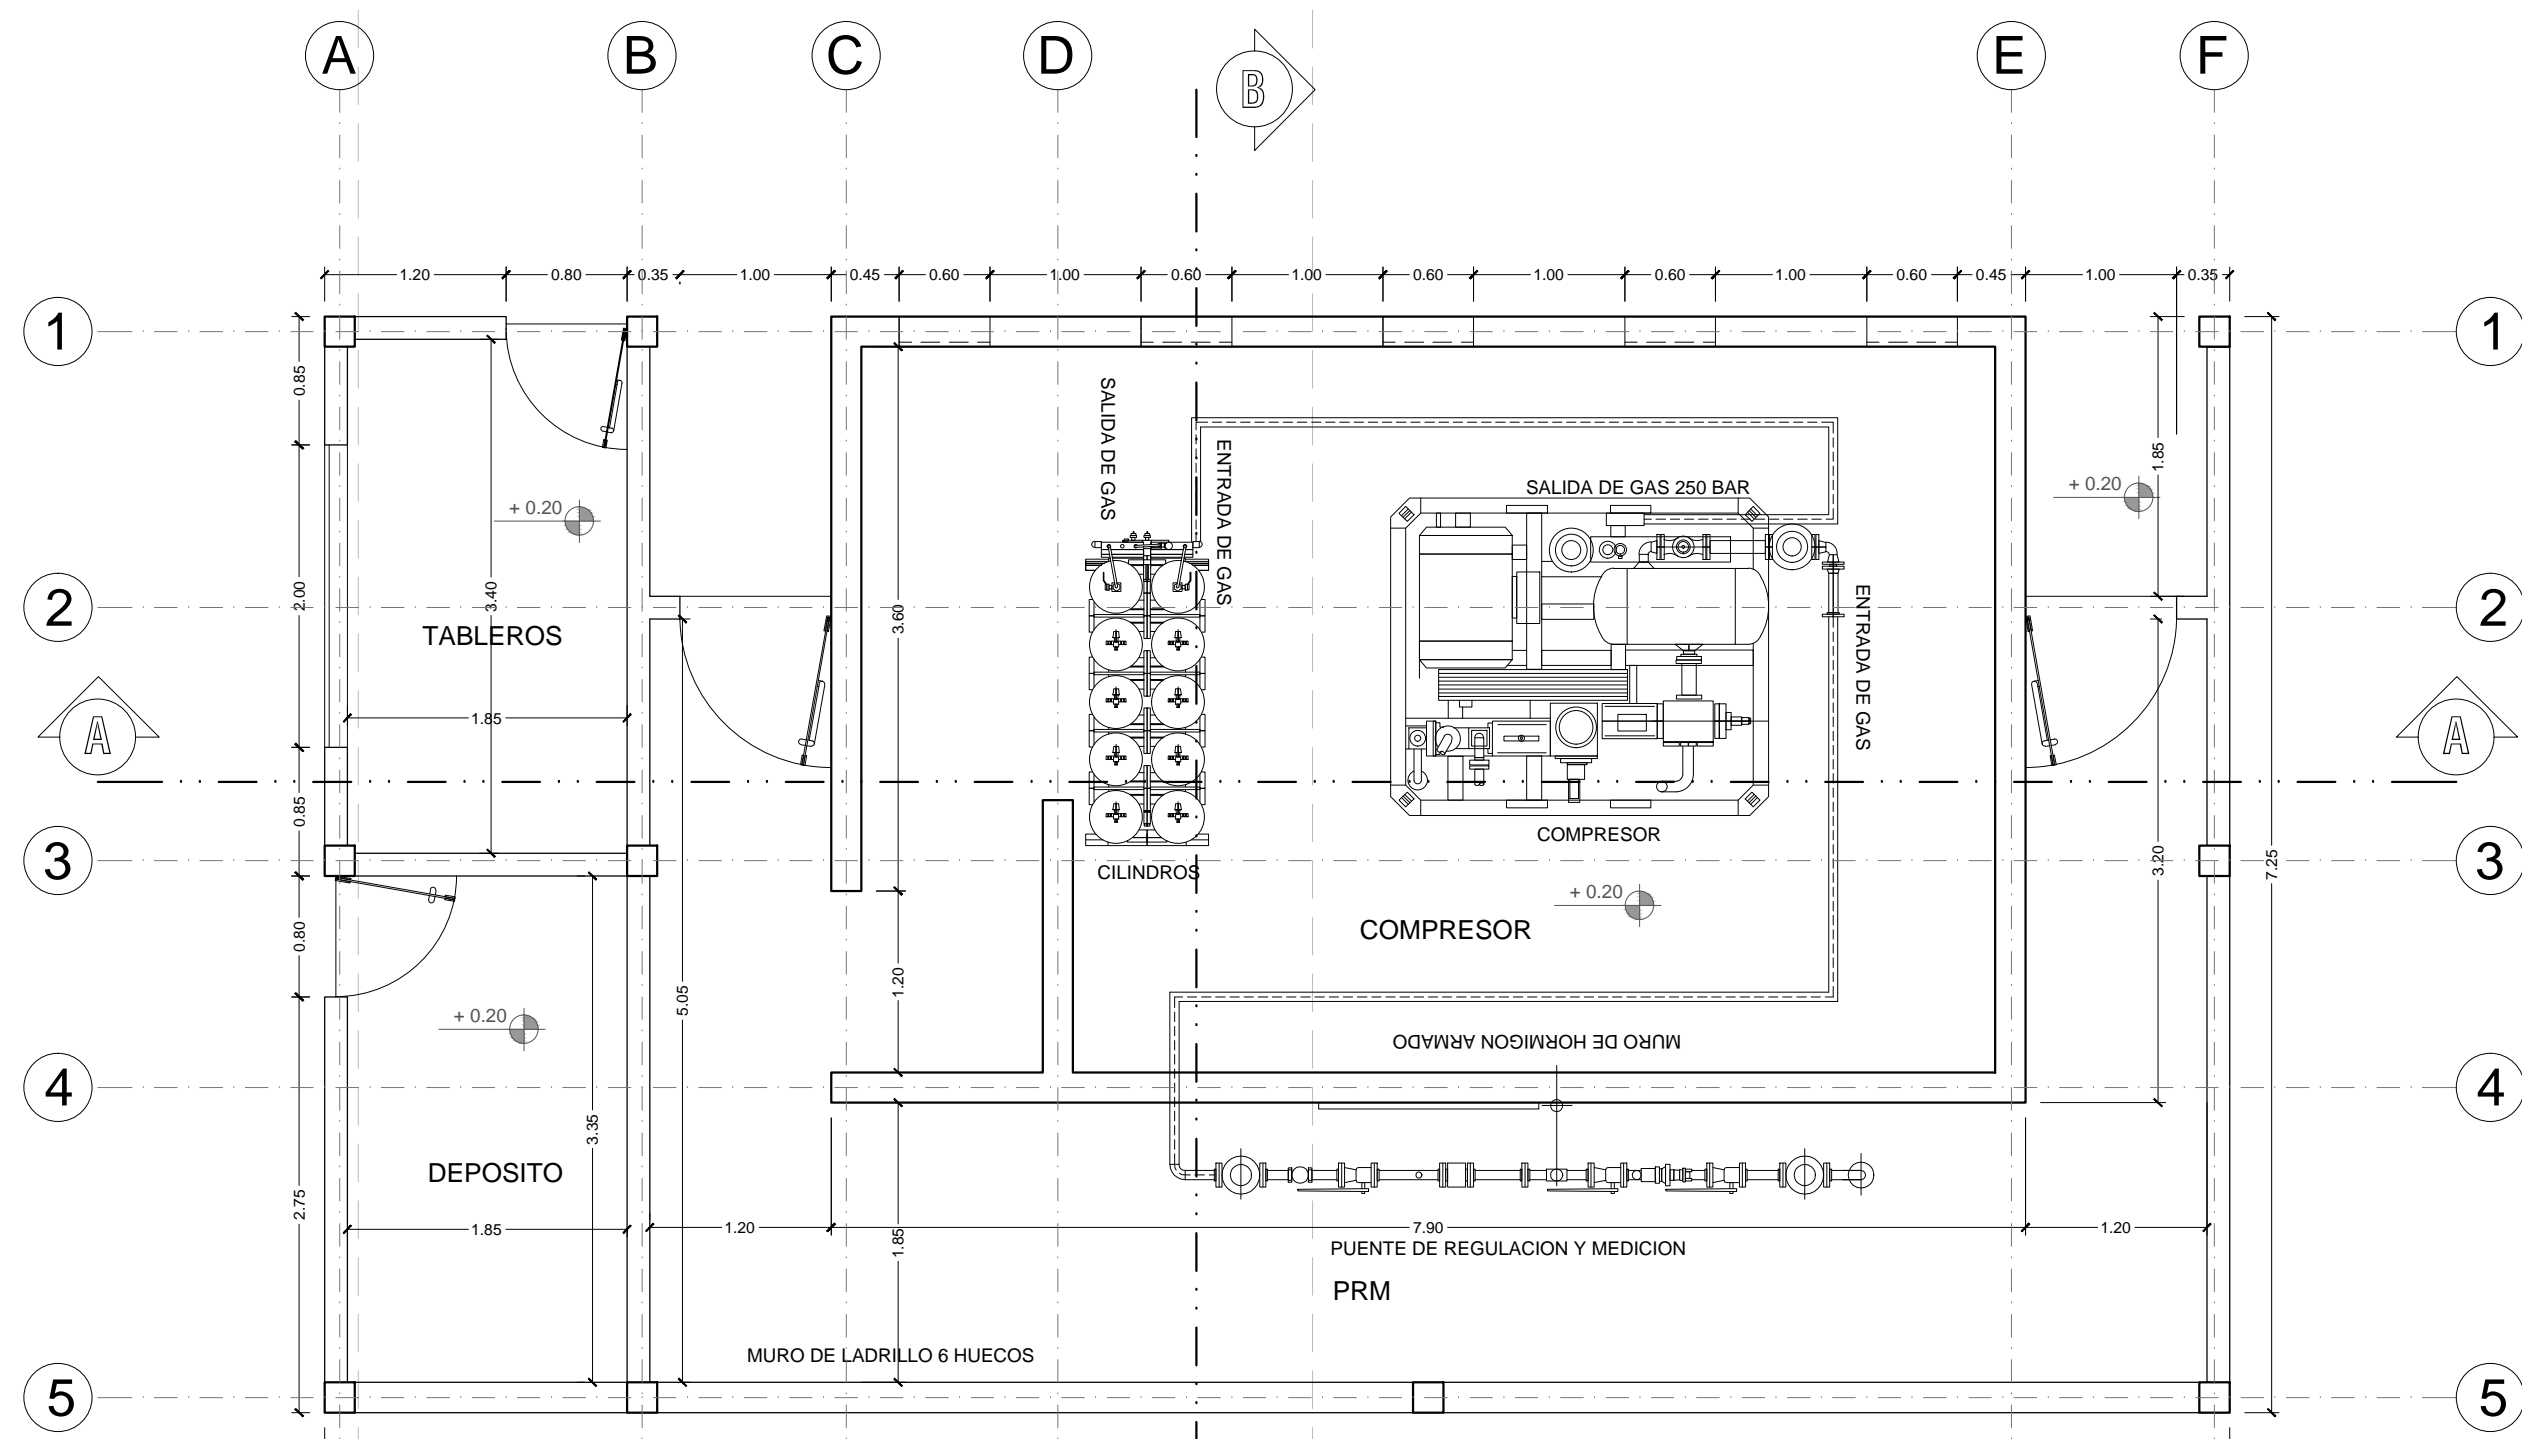 A
B
C
D
B
E
F
1.20
0.80
0.35
1.00
0.45
0.60
1.00
0.60
1.00
0.60
1.00
0.60
1.00
0.60
0.45
1.00
0.35
1
1
0.85
SALIDA DE GAS
ENTRADA DE GAS
1.85
+ 0.20
SALIDA DE GAS 250 BAR
+ 0.20
2
2.00
3.40
3.60
ENTRADA DE GAS
2
TABLEROS
1.85
A
A
0.85
COMPRESOR
3
CILINDROS
3.20
7.25
3
+ 0.20
0.80
COMPRESOR
1.20
5.05
+ 0.20
MURO DE HORMIGON ARMADO
4
4
3.35
DEPOSITO
2.75
1.85
1.20
1.85
7.90
1.20
PUENTE DE REGULACION Y MEDICION
PRM
MURO DE LADRILLO 6 HUECOS
5
5